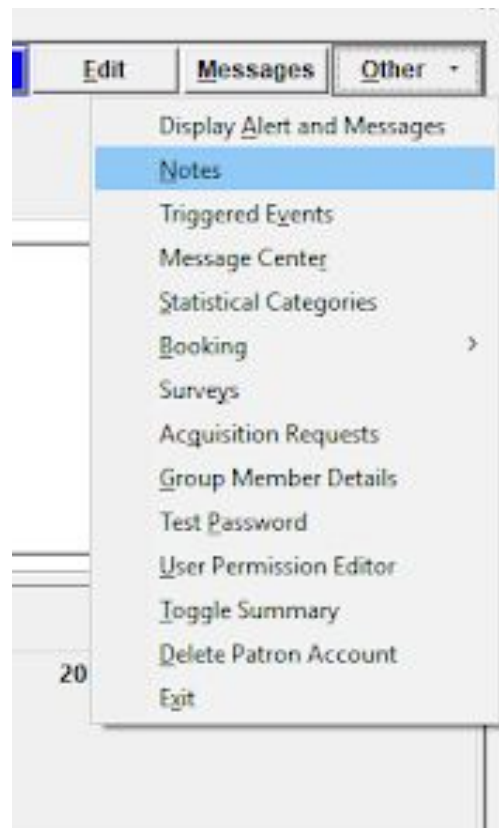 Edit Messages Other
Display Alert and Messages
Notes
Triggered Events
Message Center
Statistical Categories
Booking
Surveys
Acquisition Requests
Group Member Details
Test Password
User Permission Editor
Toggle Summary
Delete Patron Account
20
Exit